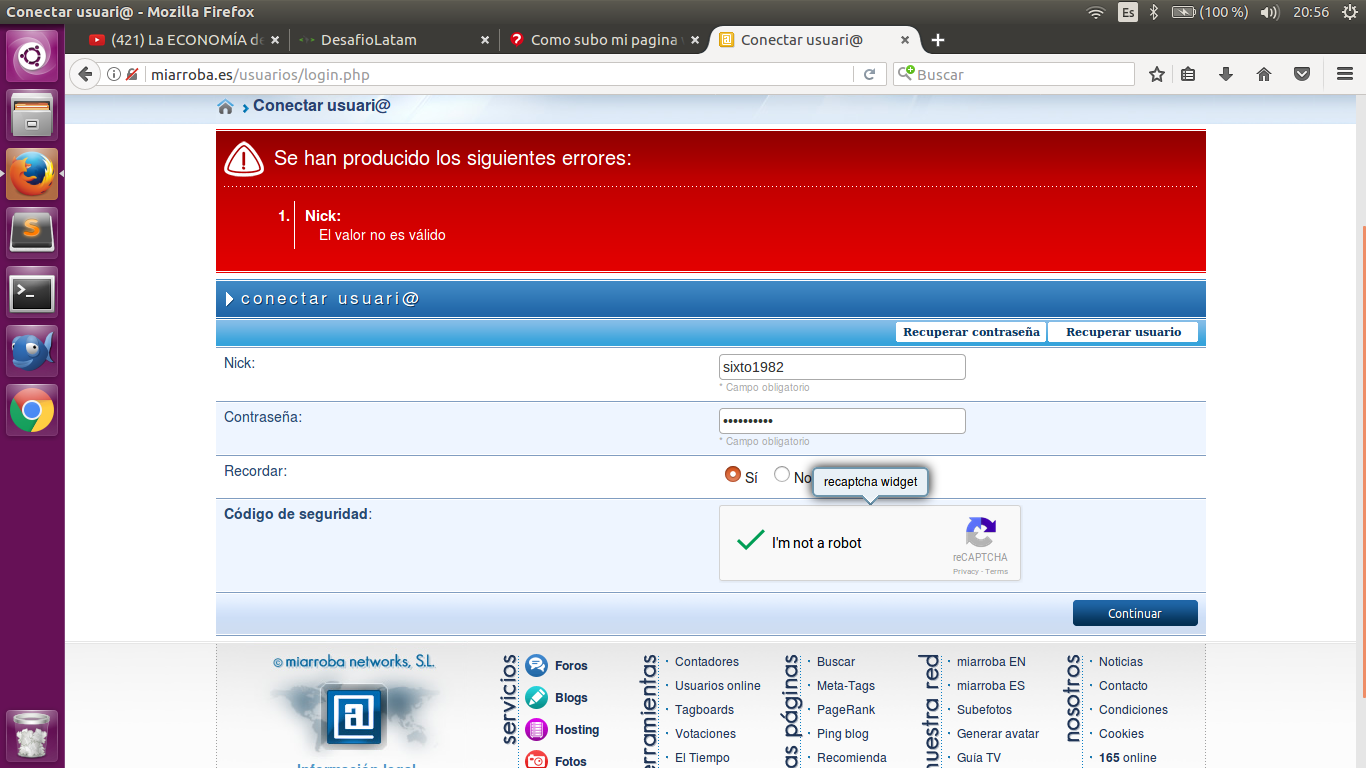 Conectar usuari@ - Mozilla Firefox
Es
(100 %)
20:56
(421) La ECONOMÍA de
DesafioLatam
Como subo mi pagina
Conectar usuari@
miarroba.es/usuarios/login.php
Buscar
Conectar usuari@
Se han producido los siguientes errores:
1. Nick:
El valor no es válido
conectar usuari@
Recuperar contraseña
Recuperar usuario
Nick:
sixto1982
* Campo obligatorio
Contraseña:
••••••••••
* Campo obligatorio
Recordar:
Sí
No
recaptcha widget
Código de seguridad:
I'm not a robot
reCAPTCHA
Privacy - Terms
Continuar
© miarroba networks, S.L.
servicios
Foros
Blogs
Hosting
Fotos
erramientas
· Contadores
· Usuarios online
· Tagboards
· Votaciones
· El Tiempo
as páginas
· Buscar
· Meta-Tags
· PageRank
· Ping blog
· Recomienda
nuestra red
· miarroba EN
· miarroba ES
· Subefotos
· Generar avatar
· Guía TV
nosotros
· Noticias
· Contacto
· Condiciones
· Cookies
· 165 online
Información legal